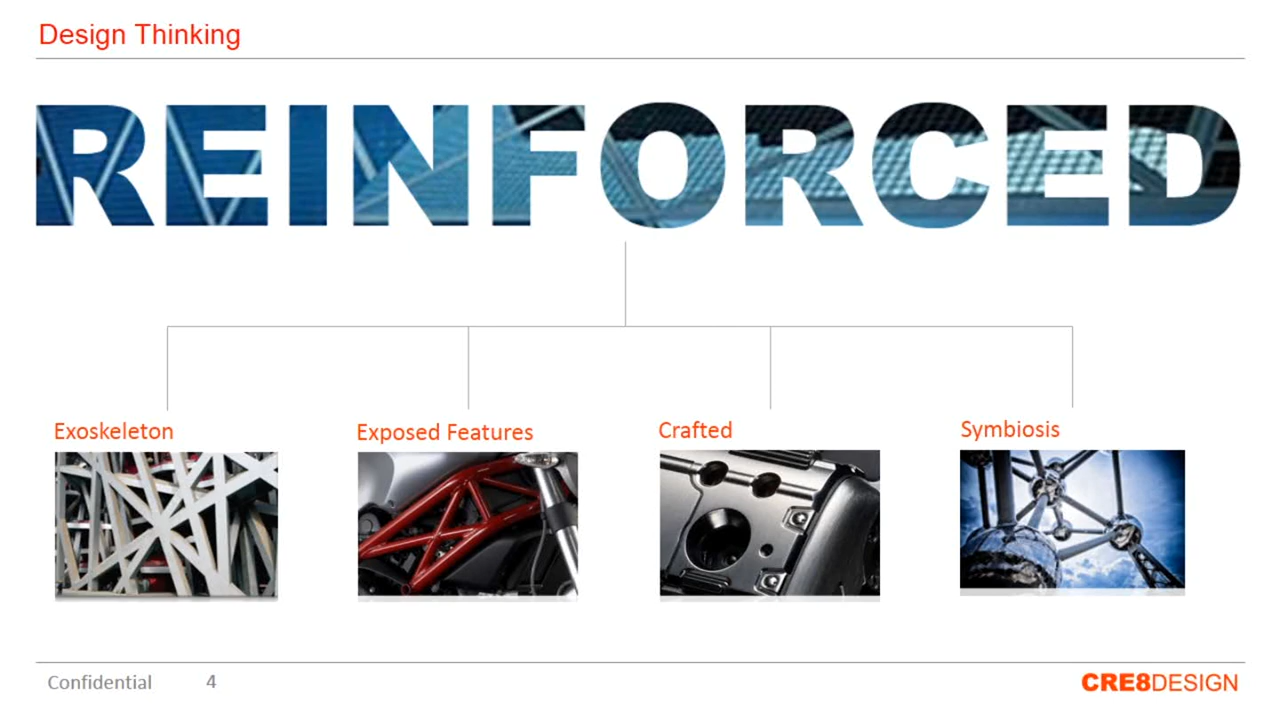 Design Thinking
REINFORCED
Exoskeleton
Exposed Features
Crafted
Symbiosis
Confidential 4
CRE8DESIGN